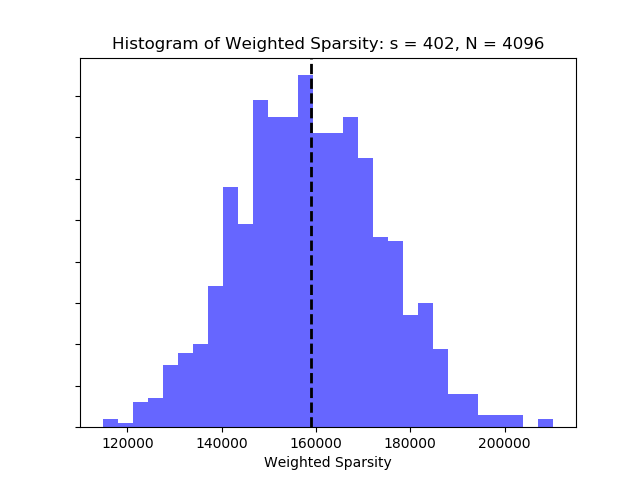 Histogram of Weighted Sparsity: s = 402, N = 4096
120000 140000 160000 180000 200000
Weighted Sparsity